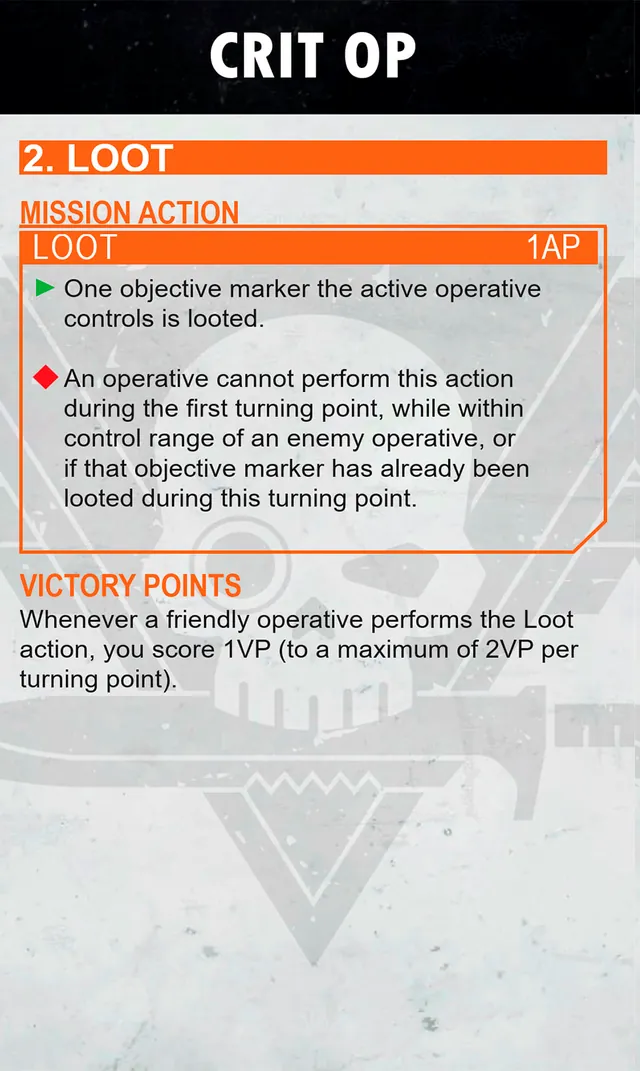 CRIT OP
2. LOOT
MISSION ACTION
LOOT 1AP
One objective marker the active operative
controls is looted.
An operative cannot perform this action
during the first turning point, while within
control range of an enemy operative, or
if that objective marker has already been
looted during this turning point.
VICTORY POINTS
Whenever a friendly operative performs the Loot
action, you score 1VP (to a maximum of 2VP per
turning point).